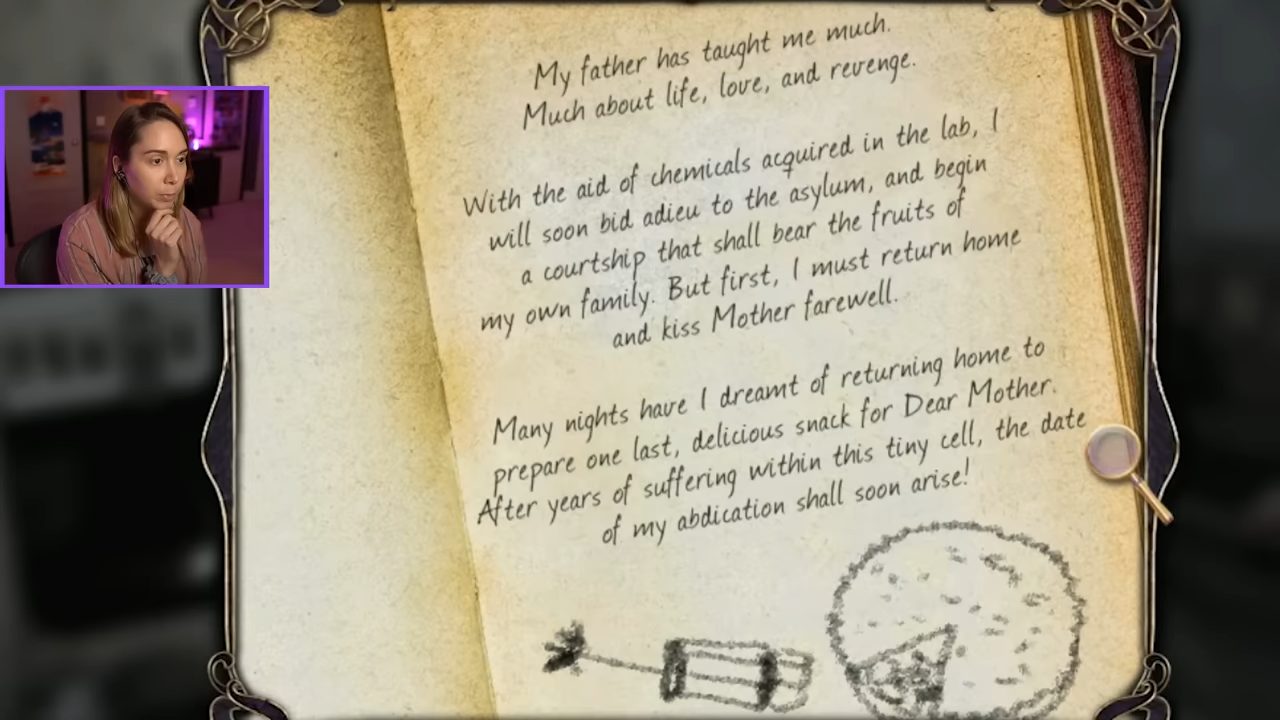 My father has taught me much.
Much about life, love, and revenge.
With the aid of chemicals acquired in the lab, I
will soon bid adieu to the asylum, and begin
a courtship that shall bear the fruits of
my own family. But first, I must return home
and kiss Mother farewell.
Many nights have I dreamt of returning home to
prepare one last, delicious snack for Dear Mother.
After years of suffering within this tiny cell, the date
of my abdication shall soon arise!